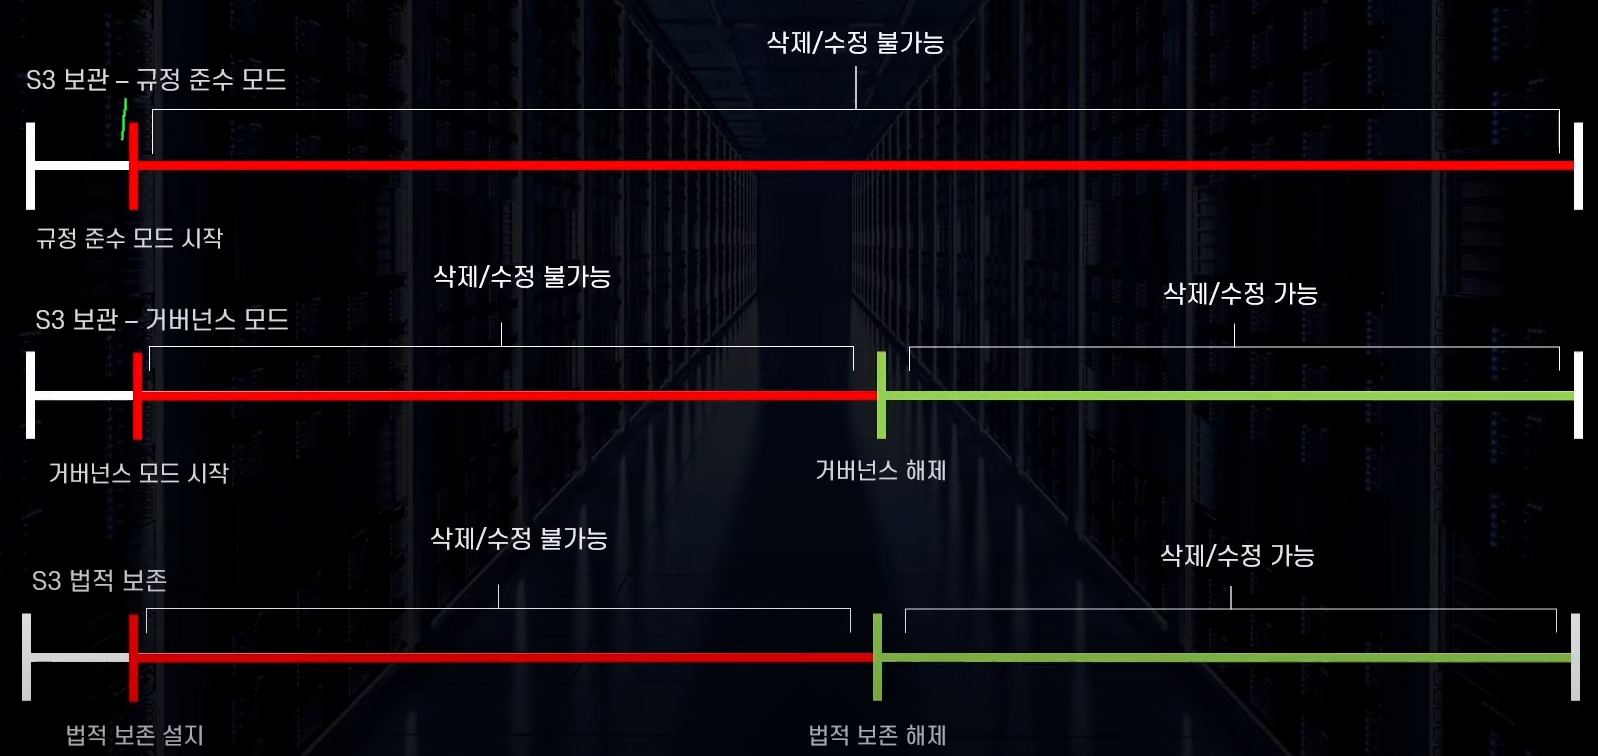 삭제/수정 불가능
S3 보관 – 규정 준수 모드
규정 준수 모드 시작
삭제/수정 불가능
삭제/수정 가능
S3 보관 – 거버넌스 모드
거버넌스 모드 시작
거버넌스 해제
삭제/수정 불가능
삭제/수정 가능
S3 법적 보존
법적 보존 설지
법적 보존 해제